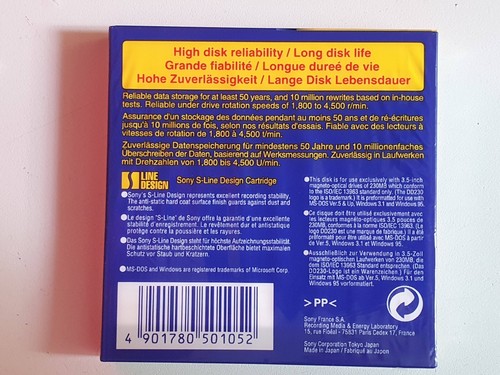 High disk reliability / Long disk life
Grande fiabilité / Longue dureé de vie
Hohe Zuverlässigkeit / Lange Disk Lebensdauer
Reliable data storage for at least 50 years, and 10 million rewrites based on in-house
tests. Reliable under drive rotation speeds of 1,800 to 4,500 r/min.
Assurance d'un stockage des données pendant au moins 50 ans et de ré-écritures
jusqu'à 10 millions de fois, selon nos résultats d'essais. Fiable avec des lecteurs à
vitesses de rotation de 1,800 à 4,500 t/min.
Zuverlässige Datenspeicherung für mindestens 50 Jahre und 10 millionenfaches
Überschreiben der Daten, basierend auf Werksmessungen. Zuverlässig in Laufwerken
mit Drehzahlen von 1,800 bis 4,500 U/min.
S LINE
DESIGN
Sony S-Line Design Cartridge
●Sony's S-Line Design represents excellent recording stability.
The anti-static hard coat surface finish guards against dust and
scratches.
●Le design "S-Line" de Sony offre la garantie d'une excellente
stabilité d'enregistrement. Le revêtement dur et antistatique
protège contre la poussière et les rayures.
●Das Sony S-Line Design steht für höchste Aufzeichnungsstabilität.
Die antistatische hartbeschichtete Oberfläche bietet maximalen
Schutz vor Staub und Kratzern.
●MS-DOS and Windows are registered trademarks of Microsoft Corp.
●This disk is for use exclusively with 3.5-inch
magneto-optical drives of 230MB which conform
to the ISO/IEC 13963 standard only. (The DD230
logo is a trademark.) It is preformatted for use with
MS-DOS Ver.5 & Up, Windows 3.1 and Windows 95.
●Ce disque doit être utilisé exclusivement avec
les lecteurs magnéto-optiques 3,5 pouces de
230MB, conformes à la norme ISO/IEC 13963. (Le
logo DD230 est une marque de fabrique.) Il a été
préformaté pour être utilisé avec MS-DOS à partir
de Ver.5, Windows 3.1 et Windows 95.
●Ausschließlich zur Verwendung in 3.5-Zoll
magneto-optischen Laufwerken von 230MB, die
dem ISO/IEC 13963 Standard entsprechen. (Das
DD230-Logo ist ein Warenzeichen.) Für den
Einsatz mit MS-DOS ab Ver.5, Windows 3.1 und
Windows 95 vorformatiert.
>PP<
4 901780 501052
Sony France S.A.
Recording Media & Energy Laboratory
15, rue Floréal - 75831 Paris Cedex 17, France
Sony Corporation Tokyo Japan
Made in Japan / Fabriqué au Japon